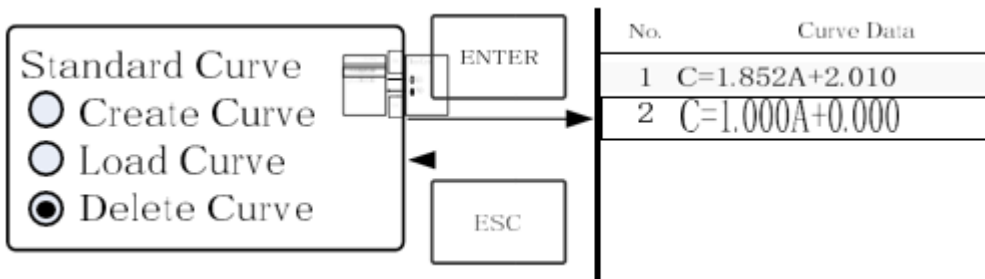 Standard Curve
Create Curve
Load Curve
Delete Curve
ENTER
ESC
No. Curve Data
1 C=1.852A+2.010
2 C=1.000A+0.000